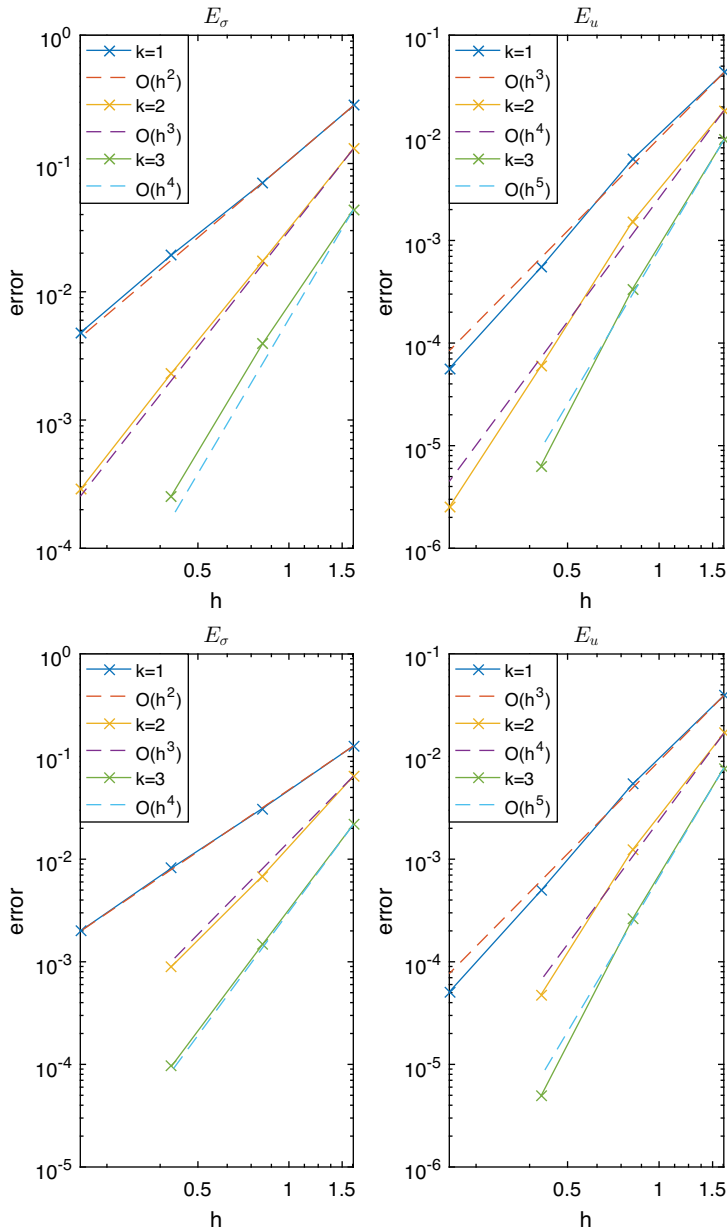 E_σ
10^0
10^-1
10^-2
10^-3
10^-4
error
k=1
O(h^2)
k=2
O(h^3)
k=3
O(h^4)
0.5
1
1.5
h
E_u
10^-1
10^-2
10^-3
10^-4
10^-5
10^-6
error
k=1
O(h^3)
k=2
O(h^4)
k=3
O(h^5)
0.5
1
1.5
h
E_σ
10^0
10^-1
10^-2
10^-3
10^-4
10^-5
error
k=1
O(h^2)
k=2
O(h^3)
k=3
O(h^4)
0.5
1
1.5
h
E_u
10^-1
10^-2
10^-3
10^-4
10^-5
10^-6
error
k=1
O(h^3)
k=2
O(h^4)
k=3
O(h^5)
0.5
1
1.5
h